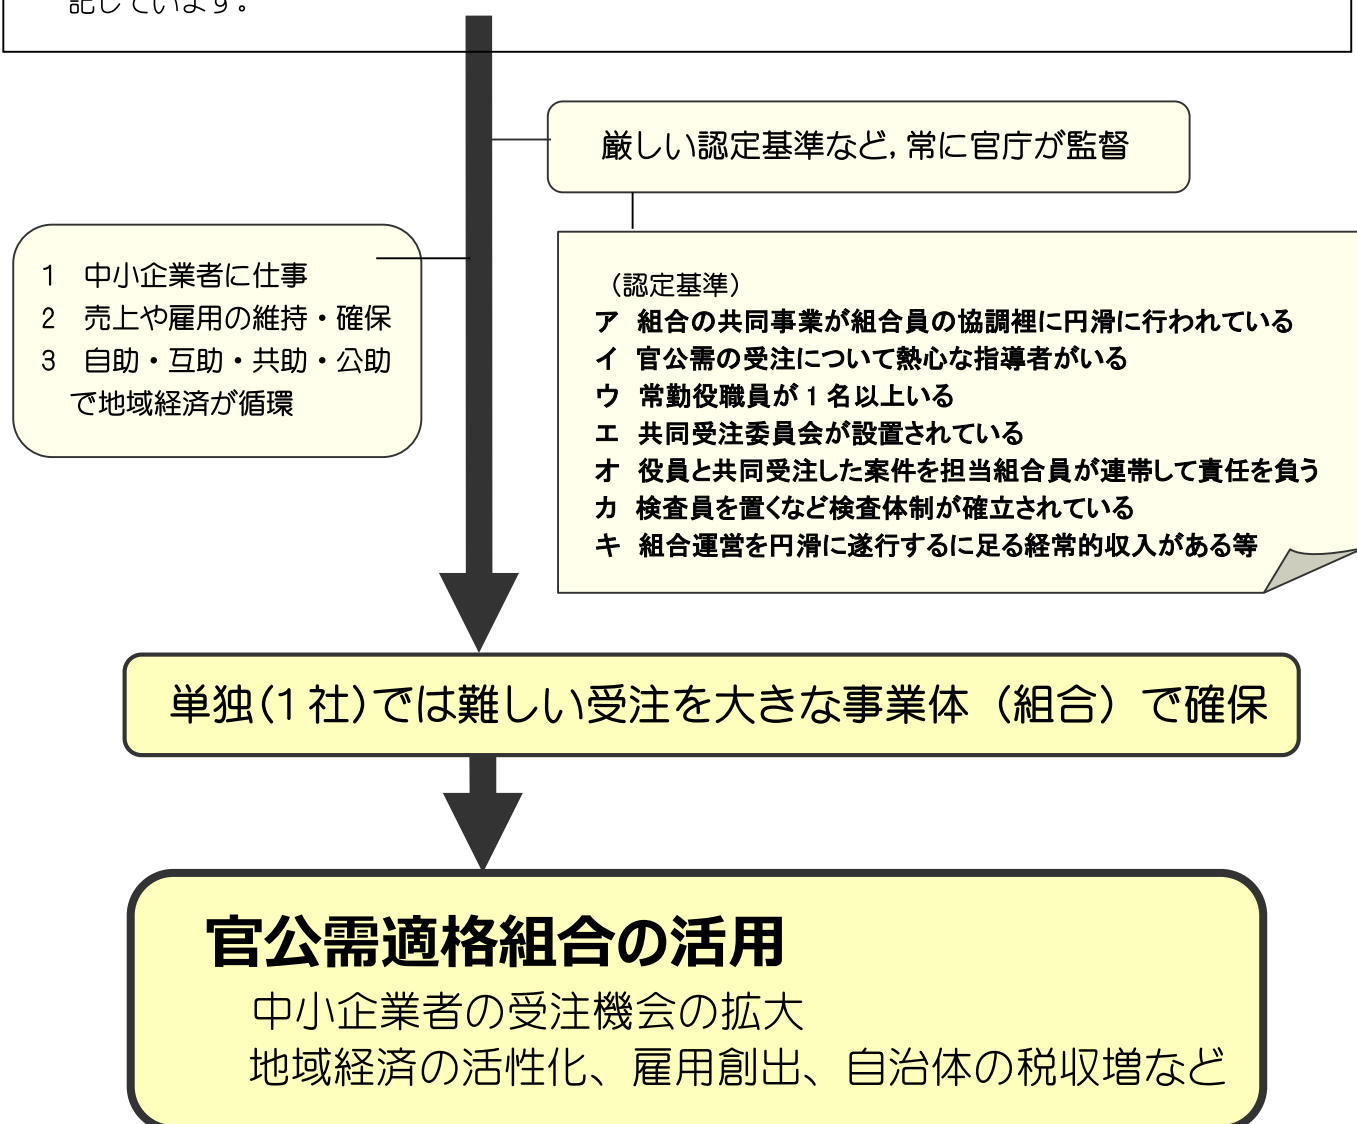 記しています。
厳しい認定基準など,常に官庁が監督
1　中小企業者に仕事
2　売上や雇用の維持・確保
3　自助・互助・共助・公助
で地域経済が循環
（認定基準）
ア　組合の共同事業が組合員の協調裡に円滑に行われている
イ　官公需の受注について熱心な指導者がいる
ウ　常勤役職員が１名以上いる
エ　共同受注委員会が設置されている
オ　役員と共同受注した案件を担当組合員が連帯して責任を負う
カ　検査員を置くなど検査体制が確立されている
キ　組合運営を円滑に遂行するに足る経常的収入がある等
単独(1社)では難しい受注を大きな事業体（組合）で確保
官公需適格組合の活用
中小企業者の受注機会の拡大
地域経済の活性化、雇用創出、自治体の税収増など